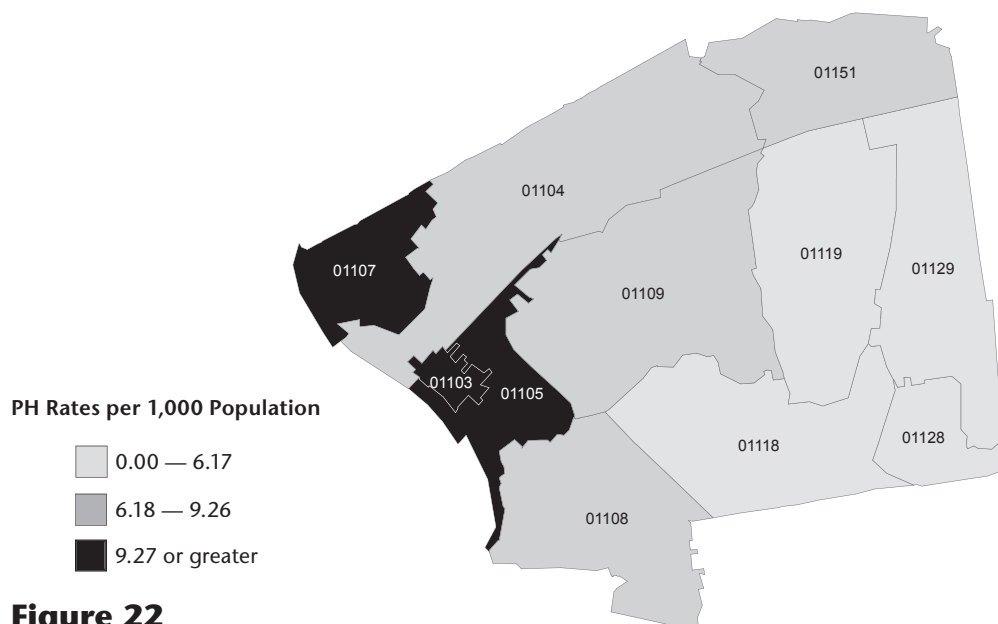 01151
01104
01119
01107
01129
01109
01103
01105
PH Rates per 1,000 Population
01128
01118
0.00 — 6.17
6.18 — 9.26
01108
9.27 or greater
Figure 22